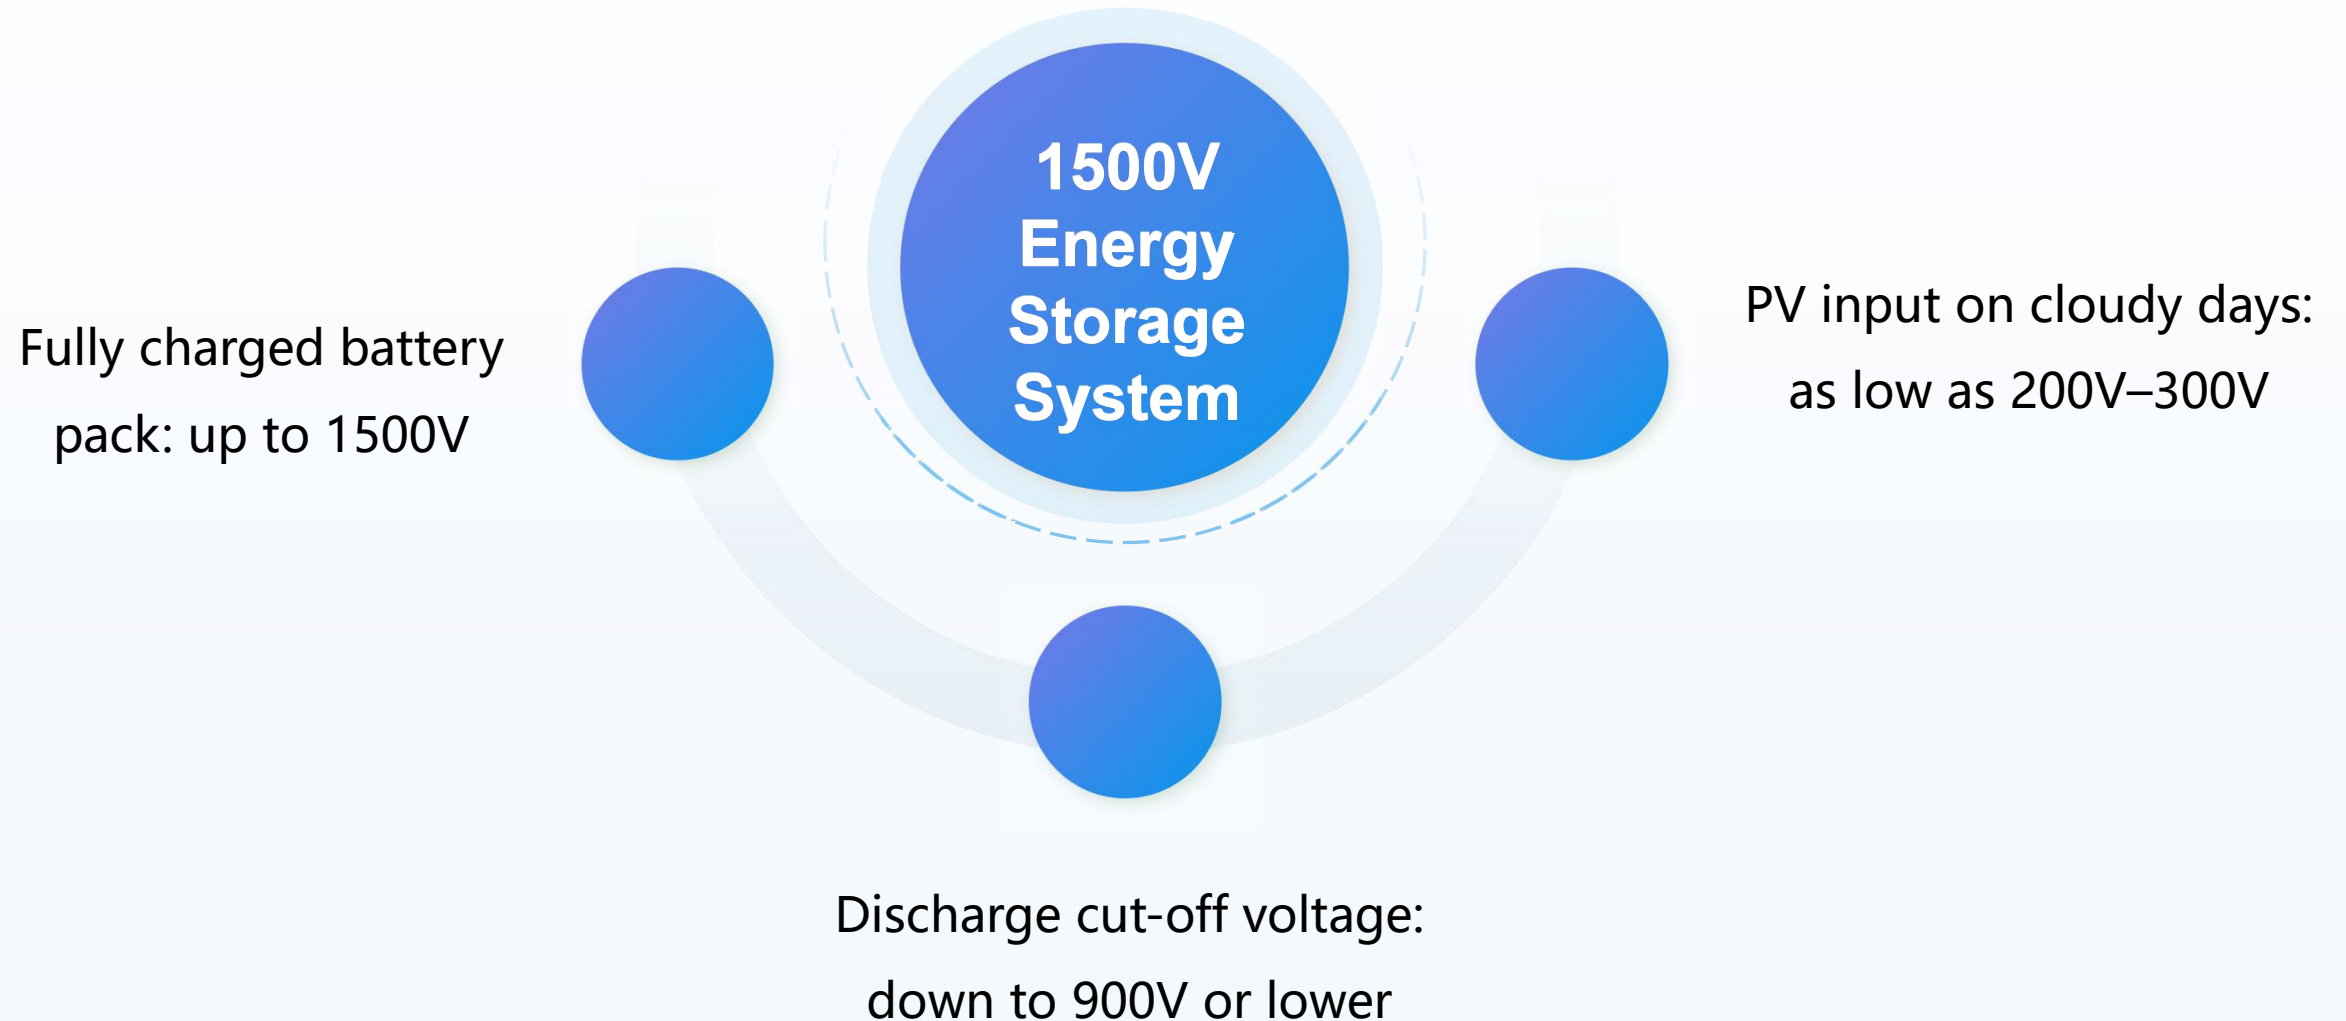 1500V
Energy
Storage
System
Fully charged battery
pack: up to 1500V
PV input on cloudy days:
as low as 200V–300V
Discharge cut-off voltage:
down to 900V or lower